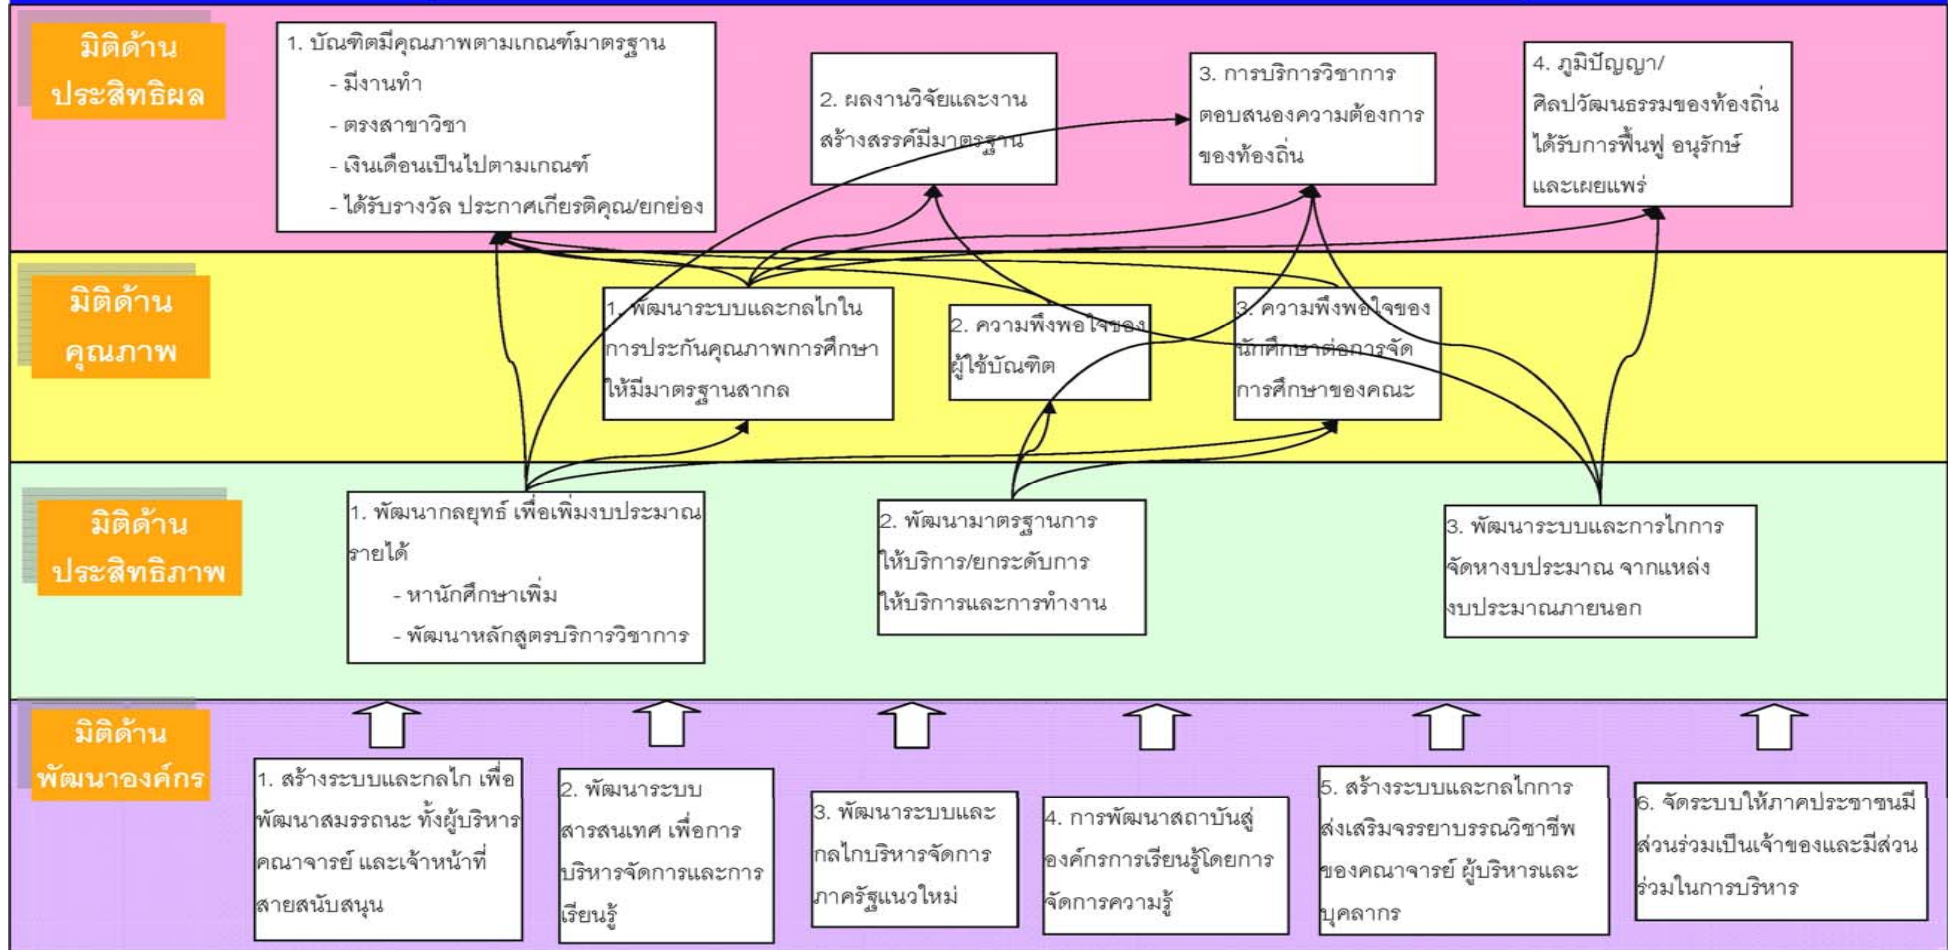 มิติด้าน
ประสิทธิผล
1. บัณฑิตมีคุณภาพตามเกณฑ์มาตรฐาน
- มีงานทำ
- ตรงสาขาวิชา
- เงินเดือนเป็นไปตามเกณฑ์
- ได้รับรางวัล ประกาศเกียรติคุณ/ยกย่อง
2. ผลงานวิจัยและงาน
สร้างสรรค์มีมาตรฐาน
3. การบริการวิชาการ
ตอบสนองความต้องการ
ของท้องถิ่น
4. ภูมิปัญญา/
ศิลปวัฒนธรรมของท้องถิ่น
ได้รับการฟื้นฟู อนุรักษ์
และเผยแพร่
มิติด้าน
คุณภาพ
1. พัฒนาระบบและกลไกใน
การประกันคุณภาพการศึกษา
ให้มีมาตรฐานสากล
2. ความพึงพอใจของ
ผู้ใช้บัณฑิต
3. ความพึงพอใจของ
นักศึกษาต่อการจัด
การศึกษาของคณะ
มิติด้าน
ประสิทธิภาพ
1. พัฒนากลยุทธ์ เพื่อเพิ่มงบประมาณ
รายได้
- หานักศึกษาเพิ่ม
- พัฒนาหลักสูตรบริการวิชาการ
2. พัฒนามาตรฐานการ
ให้บริการ/ยกระดับการ
ให้บริการและการทำงาน
3. พัฒนาระบบและการไกการ
จัดหางบประมาณ จากแหล่ง
งบประมาณภายนอก
มิติด้าน
พัฒนาองค์กร
1. สร้างระบบและกลไก เพื่อ
พัฒนาสมรรถนะ ทั้งผู้บริหาร
คณาจารย์ และเจ้าหน้าที่
สายสนับสนุน
2. พัฒนาระบบ
สารสนเทศ เพื่อการ
บริหารจัดการและการ
เรียนรู้
3. พัฒนาระบบและ
กลไกบริหารจัดการ
ภาครัฐแนวใหม่
4. การพัฒนาสถาบันสู่
องค์กรการเรียนรู้โดยการ
จัดการความรู้
5. สร้างระบบและกลไกการ
ส่งเสริมจรรยาบรรณวิชาชีพ
ของคณาจารย์ ผู้บริหารและ
บุคลากร
6. จัดระบบให้ภาคประชาชนมี
ส่วนร่วมเป็นเจ้าของและมีส่วน
ร่วมในการบริหาร